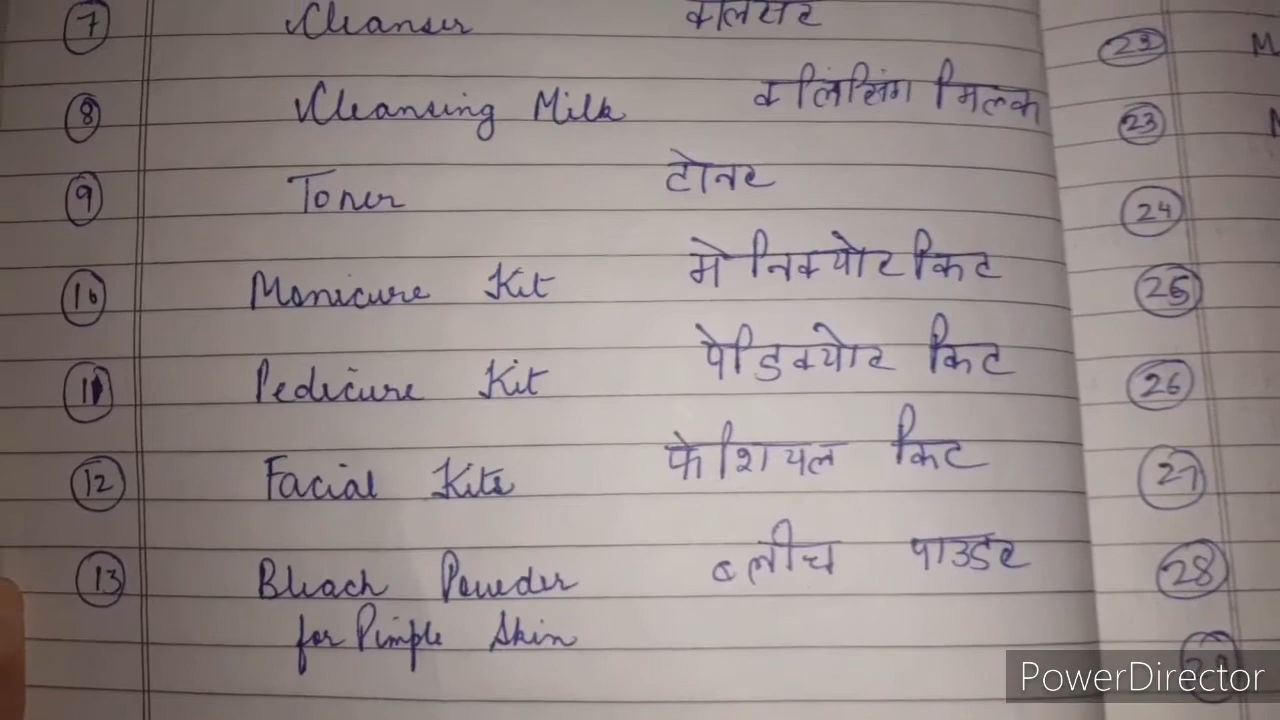 7 Cleanser क्लिंसर
8 Cleansing Milk क्लिंसिंग मिल्क
9 Toner टोनर
10 Manicure Kit मेनिक्योर किट
11 Pedicure Kit पेडिक्योर किट
12 Facial Kits फेशियल किट
13 Bleach Powder ब्लीच पाउडर
for Pimple Skin
23 M
23
24
25
26
27
28
PowerDirector